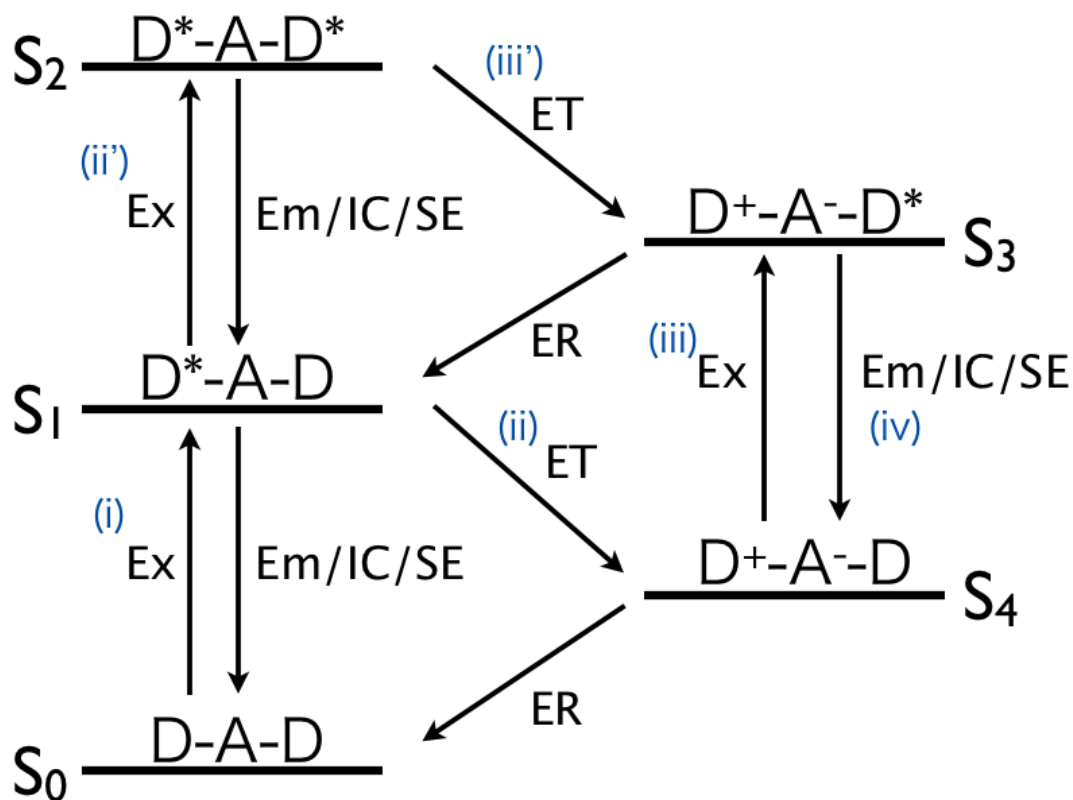 S₂ D*-A-D*
(iii')
ET
(ii')
Ex Em/IC/SE
D⁺-A⁻-D* S₃
ER
(iii)
Ex Em/IC/SE
(iv)
S₁ D*-A-D
(ii)
ET
(i)
Ex Em/IC/SE
D⁺-A⁻-D S₄
ER
S₀ D-A-D